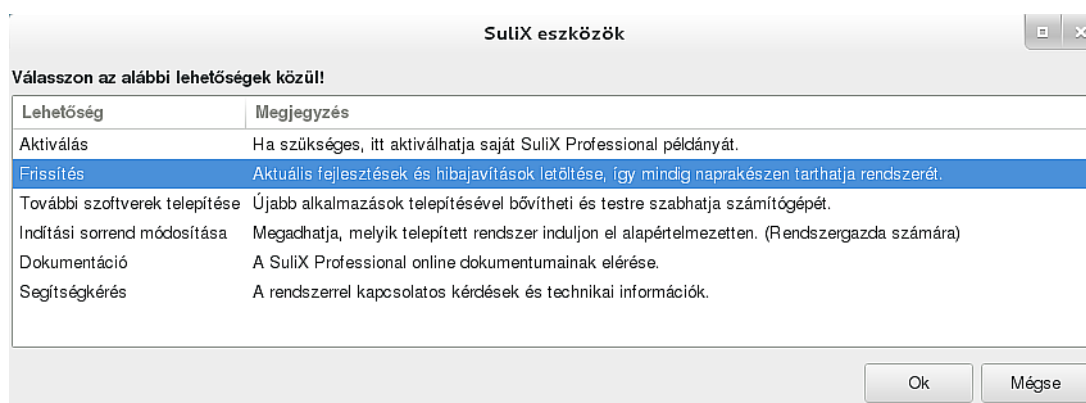 SuliX eszközök
Válasszon az alábbi lehetőségek közül!
Lehetőség Megjegyzés
Aktiválás Ha szükséges, itt aktiválhatja saját SuliX Professional példányát.
Frissítés Aktuális fejlesztések és hibajavítások letöltése, így mindig naprakészen tarthatja rendszerét.
További szoftverek telepítése Újabb alkalmazások telepítésével bővítheti és testre szabhatja számítógépét.
Indítási sorrend módosítása Megadhatja, melyik telepített rendszer induljon el alapértelmezetten. (Rendszergazda számára)
Dokumentáció A SuliX Professional online dokumentumainak elérése.
Segítségkérés A rendszerrel kapcsolatos kérdések és technikai információk.
Ok Mégse